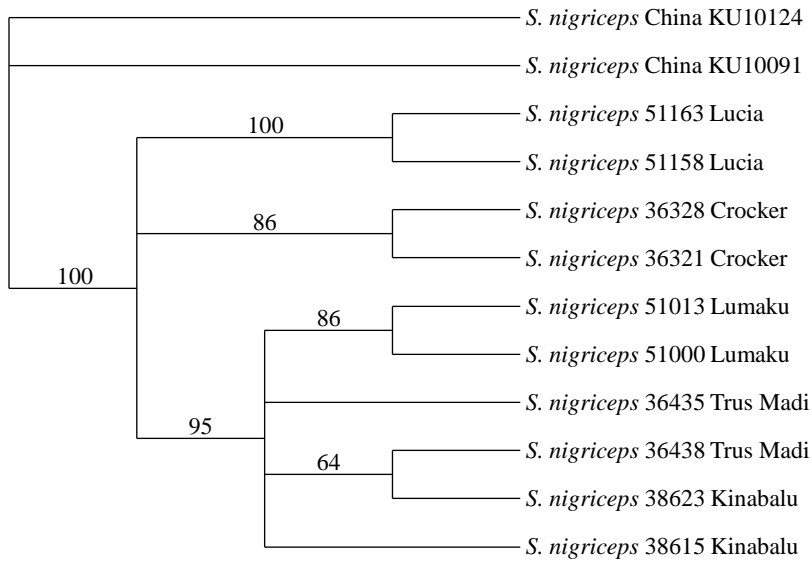 S. nigriceps China KU10124
S. nigriceps China KU10091
S. nigriceps 51163 Lucia
100
S. nigriceps 51158 Lucia
S. nigriceps 36328 Crocker
86
S. nigriceps 36321 Crocker
100
S. nigriceps 51013 Lumaku
86
S. nigriceps 51000 Lumaku
S. nigriceps 36435 Trus Madi
95
S. nigriceps 36438 Trus Madi
64
S. nigriceps 38623 Kinabalu
S. nigriceps 38615 Kinabalu